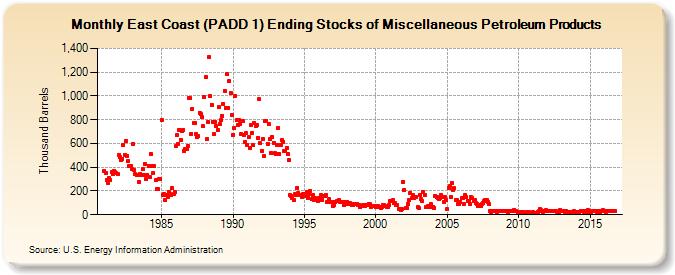 Monthly East Coast (PADD 1) Ending Stocks of Miscellaneous Petroleum Products
Thousand Barrels
1,400
1,200
1,000
800
600
400
200
0
1985 1990 1995 2000 2005 2010 2015
Source: U.S. Energy Information Administration